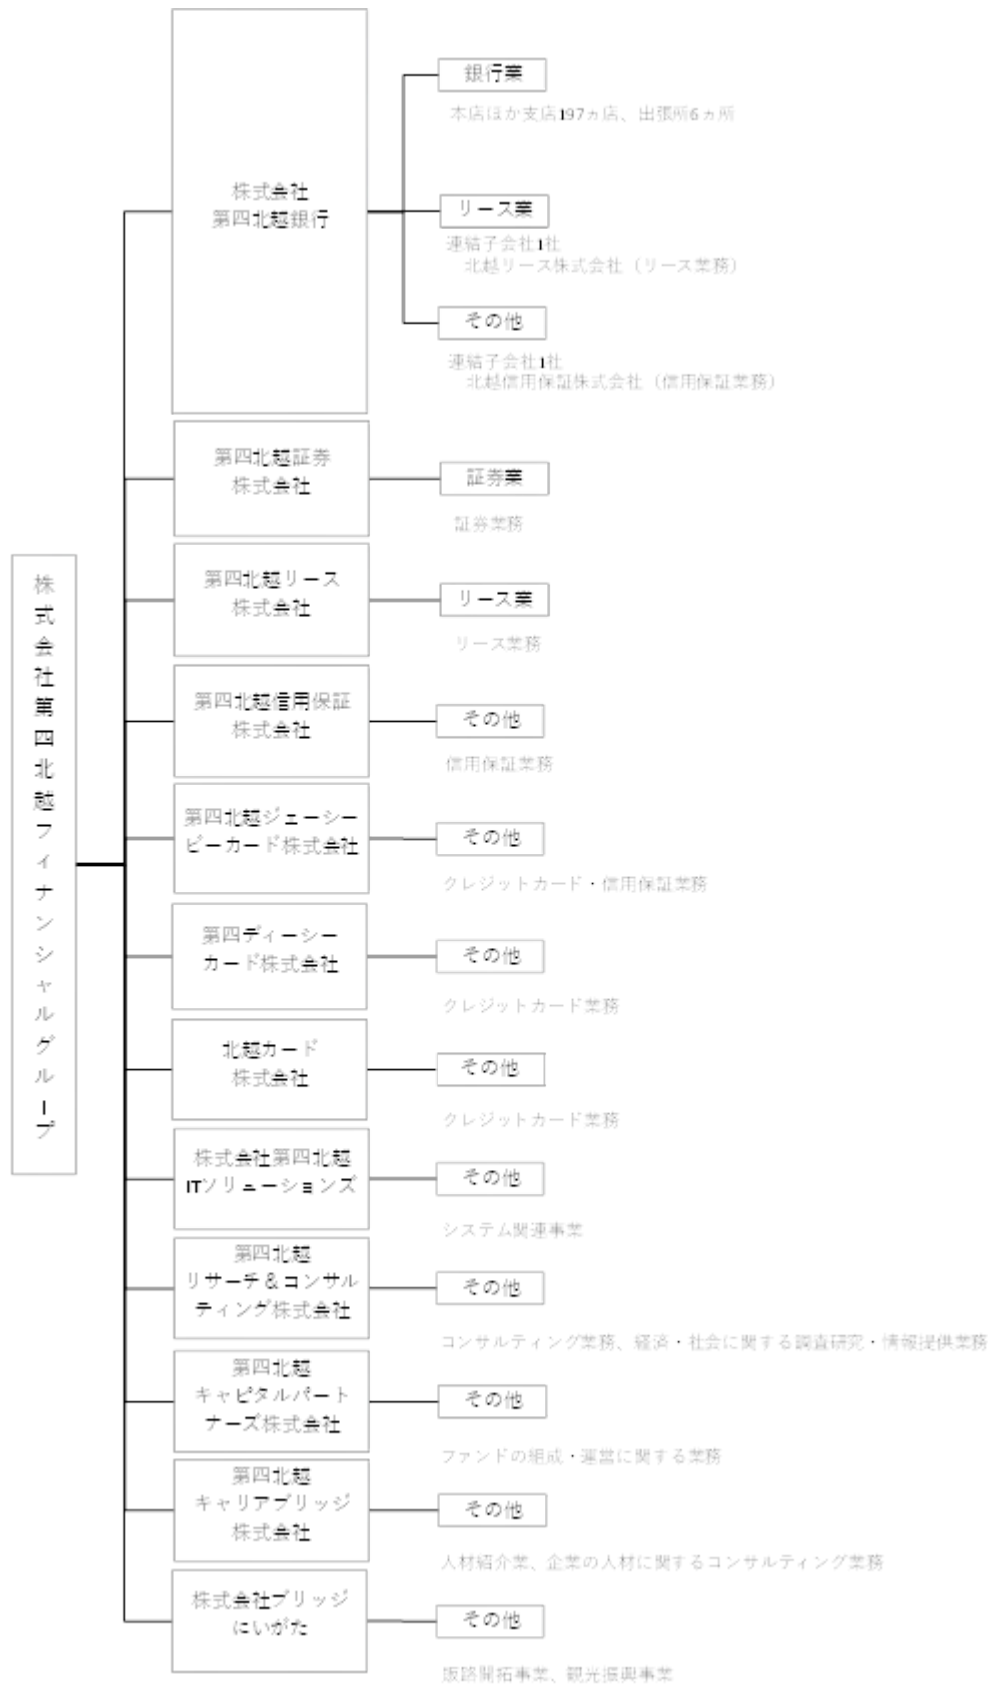 株式会社第四北越フィナンシャルグループ
株式会社
第四北越銀行
銀行業
本店ほか支店197ヵ店、出張所6ヵ所
リース業
連結子会社1社
北越リース株式会社（リース業務）
その他
連結子会社1社
北越信用保証株式会社（信用保証業務）
第四北越証券
株式会社
証券業
証券業務
第四北越リース
株式会社
リース業
リース業務
第四北越信用保証
株式会社
その他
信用保証業務
第四北越ジェーシー
ビーカード株式会社
その他
クレジットカード・信用保証業務
第四ディーシー
カード株式会社
その他
クレジットカード業務
北越カード
株式会社
その他
クレジットカード業務
株式会社第四北越
ITソリューションズ
その他
システム関連事業
第四北越
リサーチ＆コンサル
ティング株式会社
その他
コンサルティング業務、経済・社会に関する調査研究・情報提供業務
第四北越
キャピタルパート
ナーズ株式会社
その他
ファンドの組成・運営に関する業務
第四北越
キャリアブリッジ
株式会社
その他
人材紹介業、企業の人材に関するコンサルティング業務
株式会社ブリッジ
にいがた
その他
販路開拓事業、観光振興事業